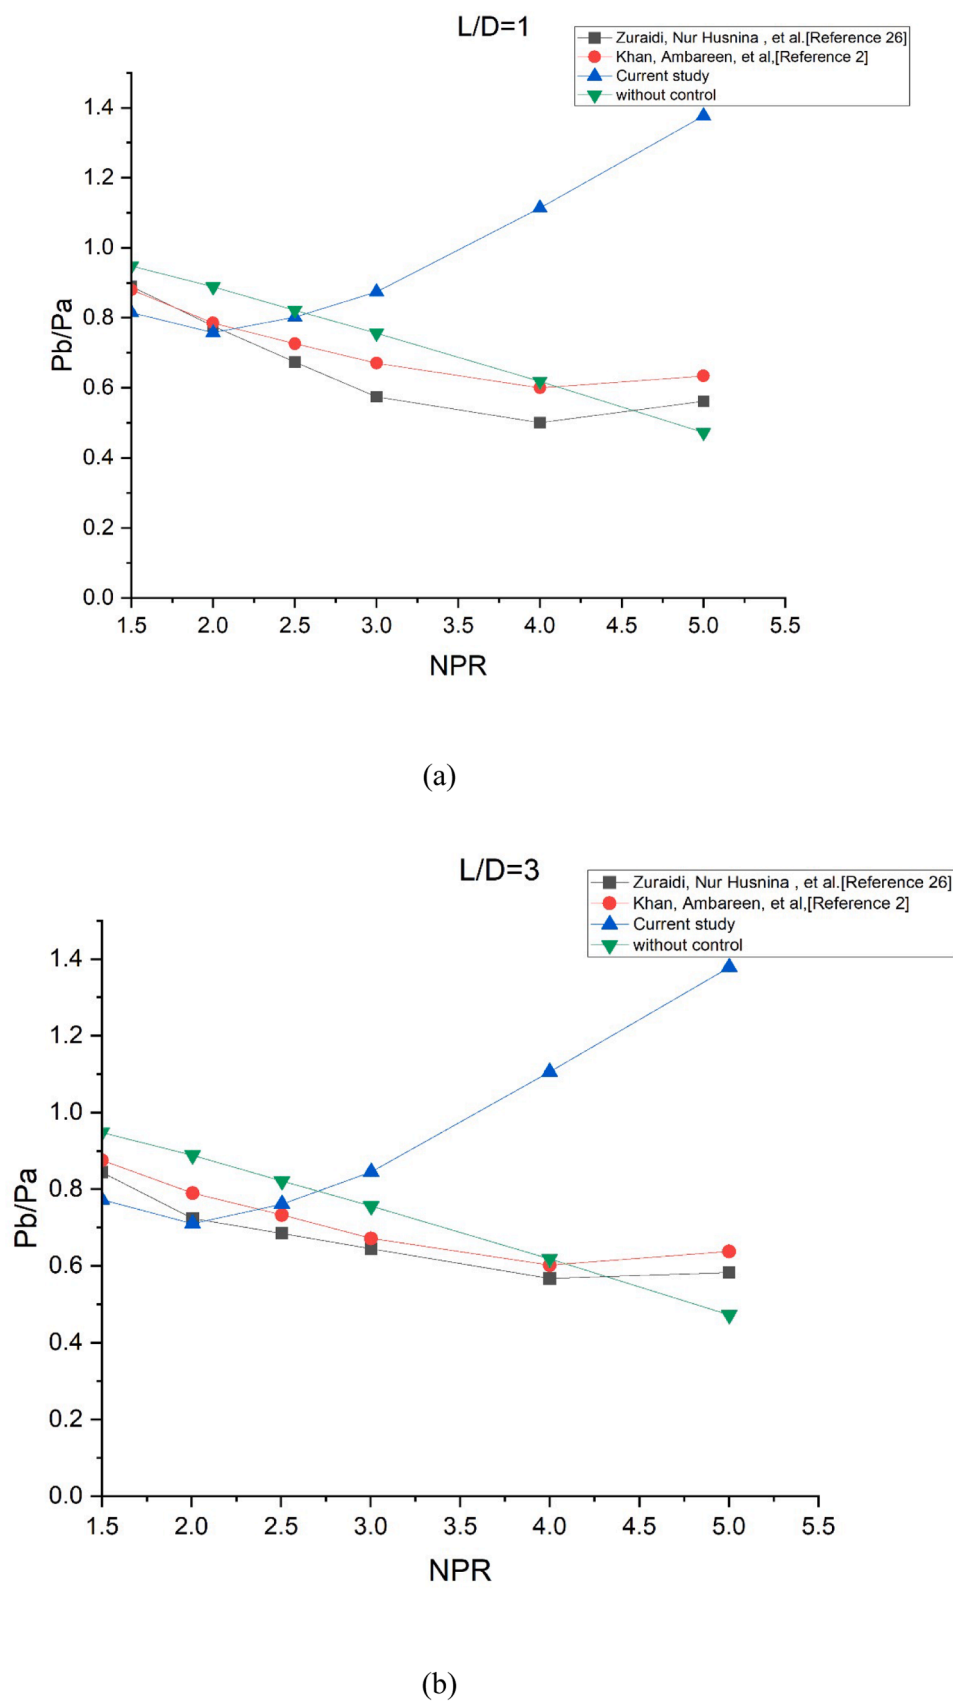 L/D=1
Zuraidi, Nur Husnina , et al.[Reference 26]
Khan, Ambareen, et al,[Reference 2]
Current study
without control
1.4
1.2
1.0
0.8
0.6
0.4
0.2
0.0
Pb/Pa
1.5 2.0 2.5 3.0 3.5 4.0 4.5 5.0 5.5
NPR
(a)
L/D=3
Zuraidi, Nur Husnina , et al.[Reference 26]
Khan, Ambareen, et al,[Reference 2]
Current study
without control
1.4
1.2
1.0
0.8
0.6
0.4
0.2
0.0
Pb/Pa
1.5 2.0 2.5 3.0 3.5 4.0 4.5 5.0 5.5
NPR
(b)